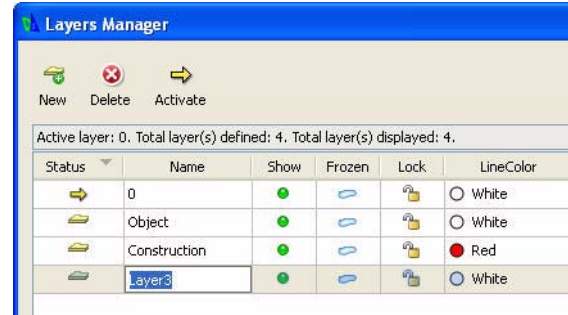 Layers Manager
New Delete Activate
Active layer: 0. Total layer(s) defined: 4. Total layer(s) displayed: 4.
Status Name Show Frozen Lock LineColor
0 White
Object White
Construction Red
Layer3 White